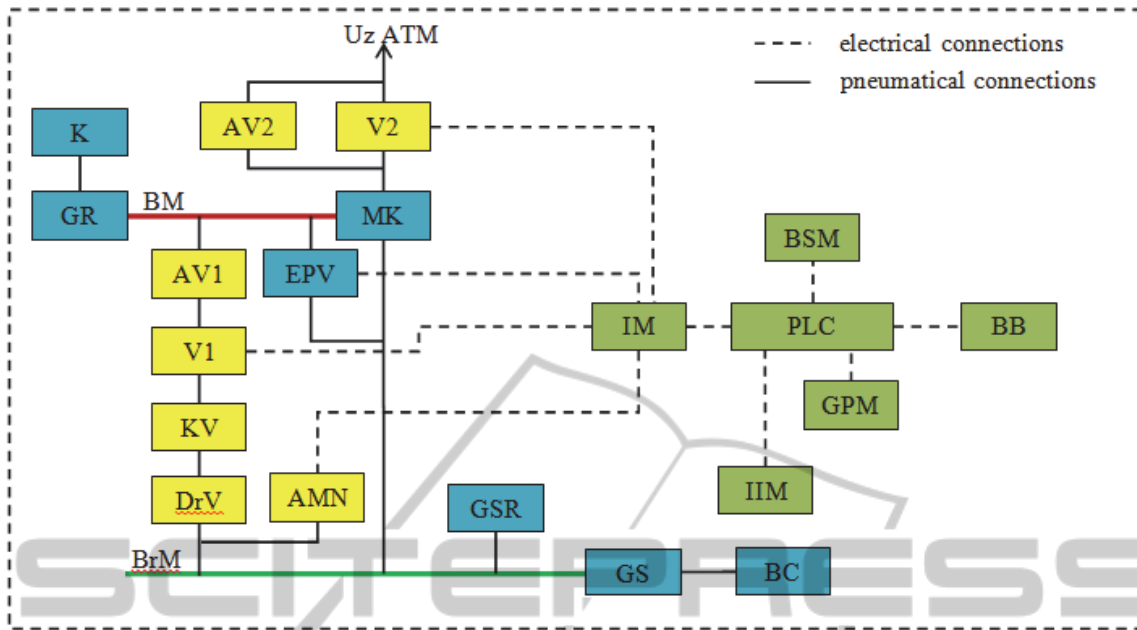 Uz ATM
electrical connections
pneumatical connections
AV2
V2
K
GR
BM
MK
BSM
AV1
EPV
IM
PLC
BB
V1
GPM
KV
IIM
DrV
AMN
GSR
BrM
GS
BC
SCITEPRESS